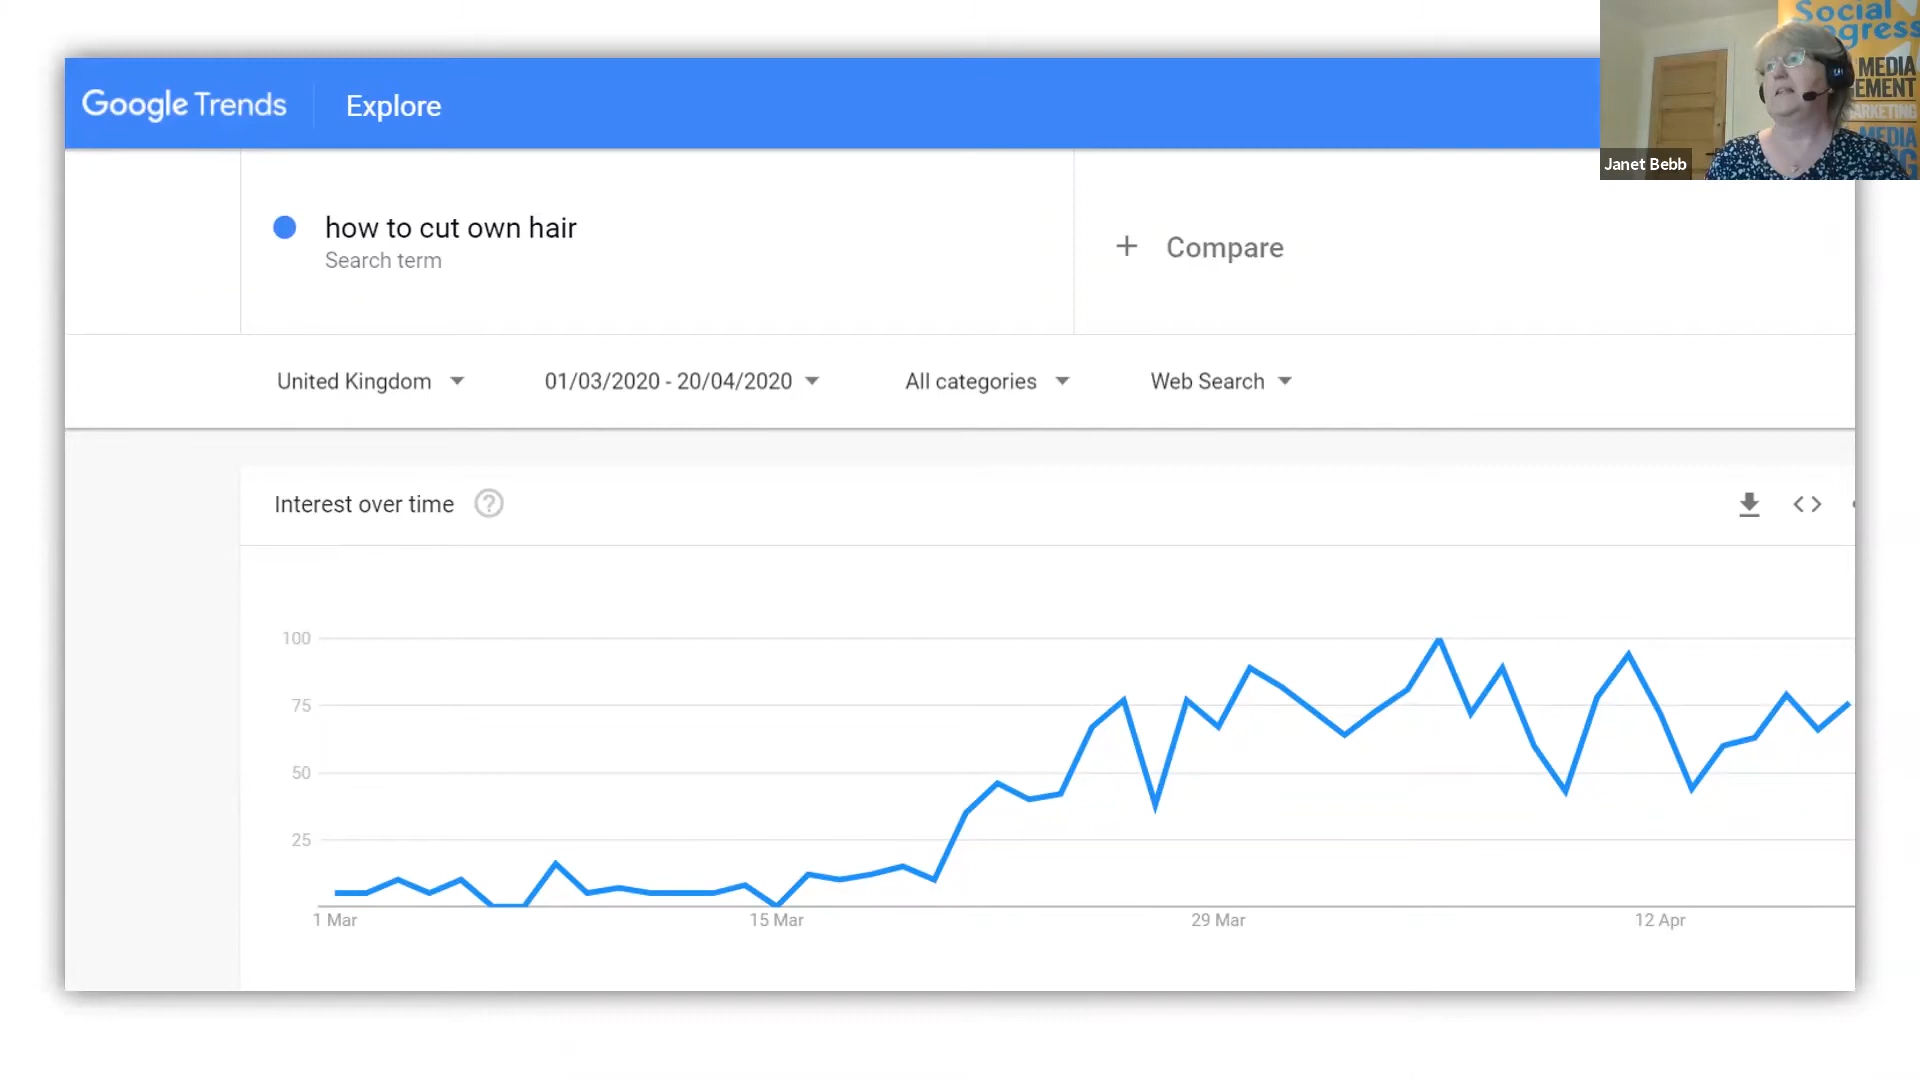 Google Trends
Explore
how to cut own hair
Search term
+ Compare
United Kingdom
01/03/2020 - 20/04/2020
All categories
Web Search
Interest over time
?
100
75
50
25
1 Mar
15 Mar
29 Mar
12 Apr
Social
MEDIA
MEDIA
Janet Bebb